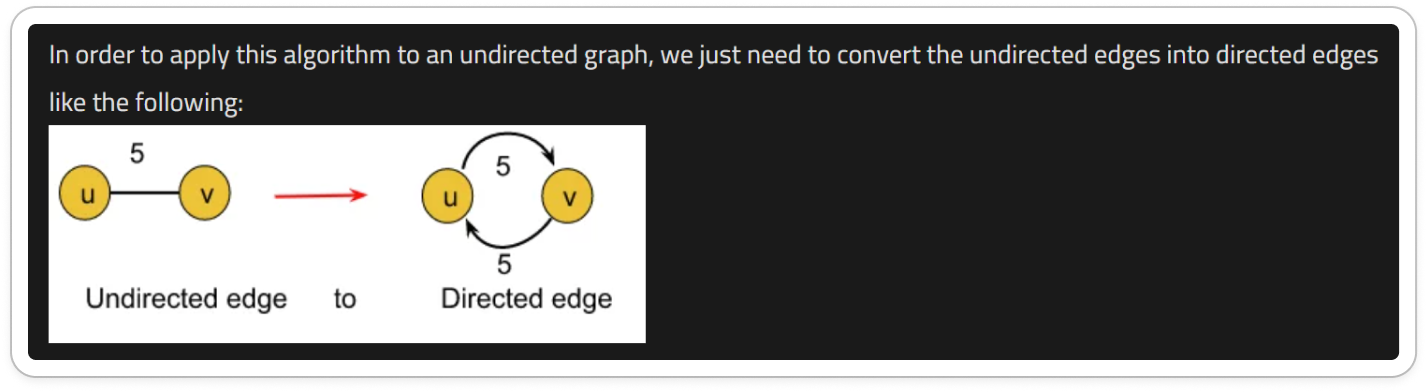 In order to apply this algorithm to an undirected graph, we just need to convert the undirected edges into directed edges
like the following:
5
5
u
v
u
v
5
Undirected edge to Directed edge